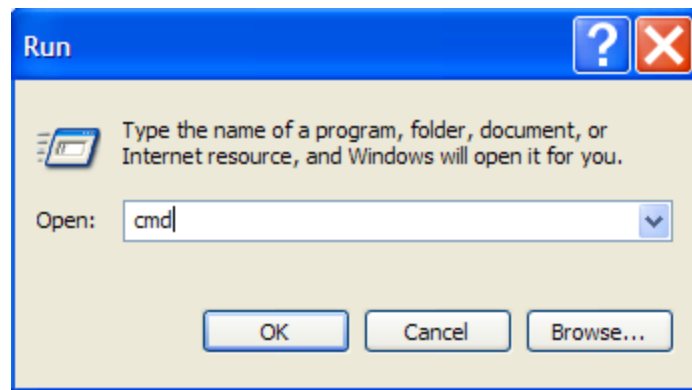 Run
Type the name of a program, folder, document, or
Internet resource, and Windows will open it for you.
Open: cmd
OK Cancel Browse...